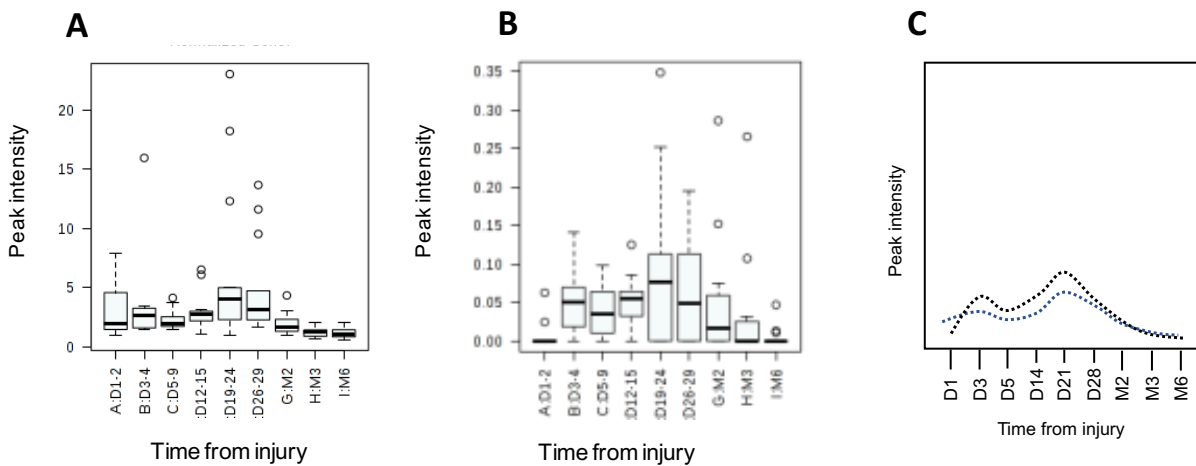 A
Peak intensity
20
15
10
5
0
A:D1-2
B:D3-4
C:D5-9
:D12-15
:D19-24
:D26-29
G:M2
H:M3
I:M6
Time from injury
B
Peak intensity
0.35
0.30
0.25
0.20
0.15
0.10
0.05
0.00
A:D1-2
B:D3-4
C:D5-9
:D12-15
:D19-24
:D26-29
G:M2
H:M3
I:M6
Time from injury
C
Peak intensity
D1
D3
D5
D14
D21
D28
M2
M3
M6
Time from injury